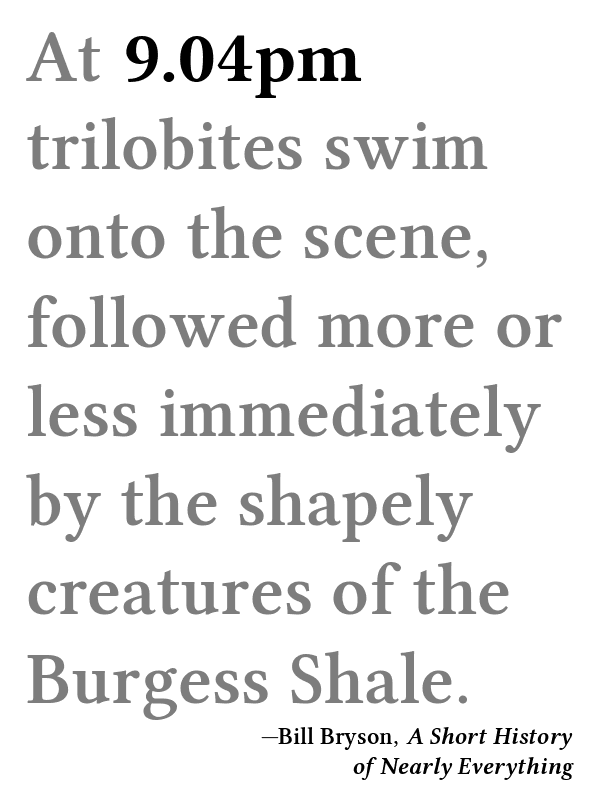 At 9.04pm
trilobites swim
onto the scene,
followed more or
less immediately
by the shapely
creatures of the
Burgess Shale.
—Bill Bryson, A Short History
of Nearly Everything